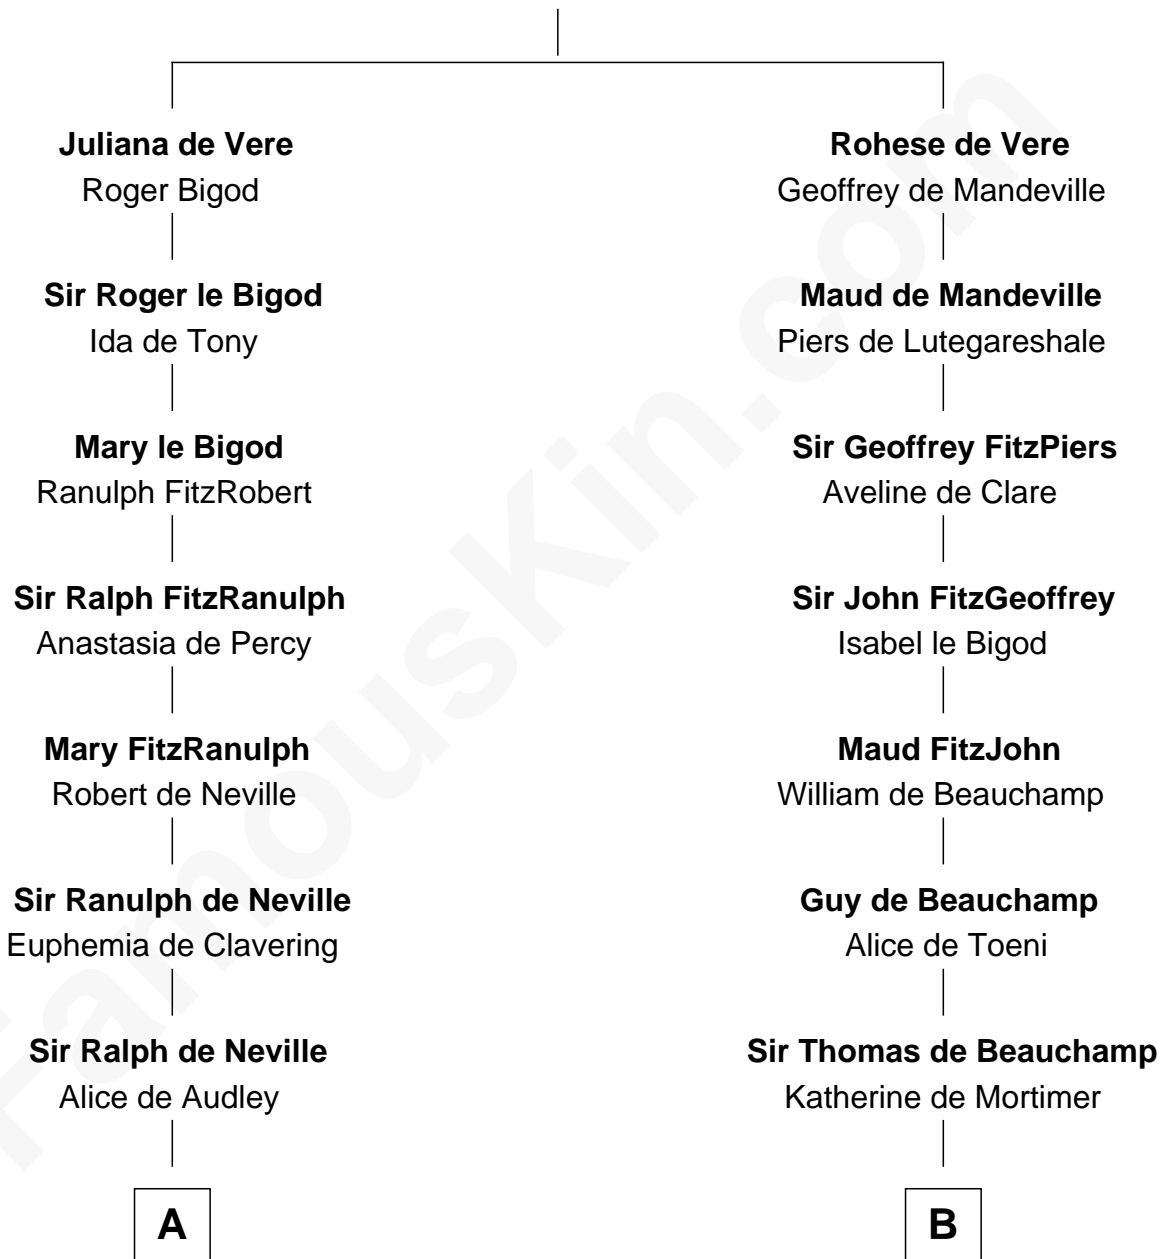 Juliana de Vere
Roger Bigod
Sir Roger le Bigod
Ida de Tony
Mary le Bigod
Ranulph FitzRobert
Sir Ralph FitzRanulph
Anastasia de Percy
Mary FitzRanulph
Robert de Neville
Sir Ranulph de Neville
Euphemia de Clavering
Sir Ralph de Neville
Alice de Audley
A
Rohese de Vere
Geoffrey de Mandeville
Maud de Mandeville
Piers de Lutegareshale
Sir Geoffrey FitzPiers
Aveline de Clare
Sir John FitzGeoffrey
Isabel le Bigod
Maud FitzJohn
William de Beauchamp
Guy de Beauchamp
Alice de Toeni
Sir Thomas de Beauchamp
Katherine de Mortimer
B
FamousKin.com